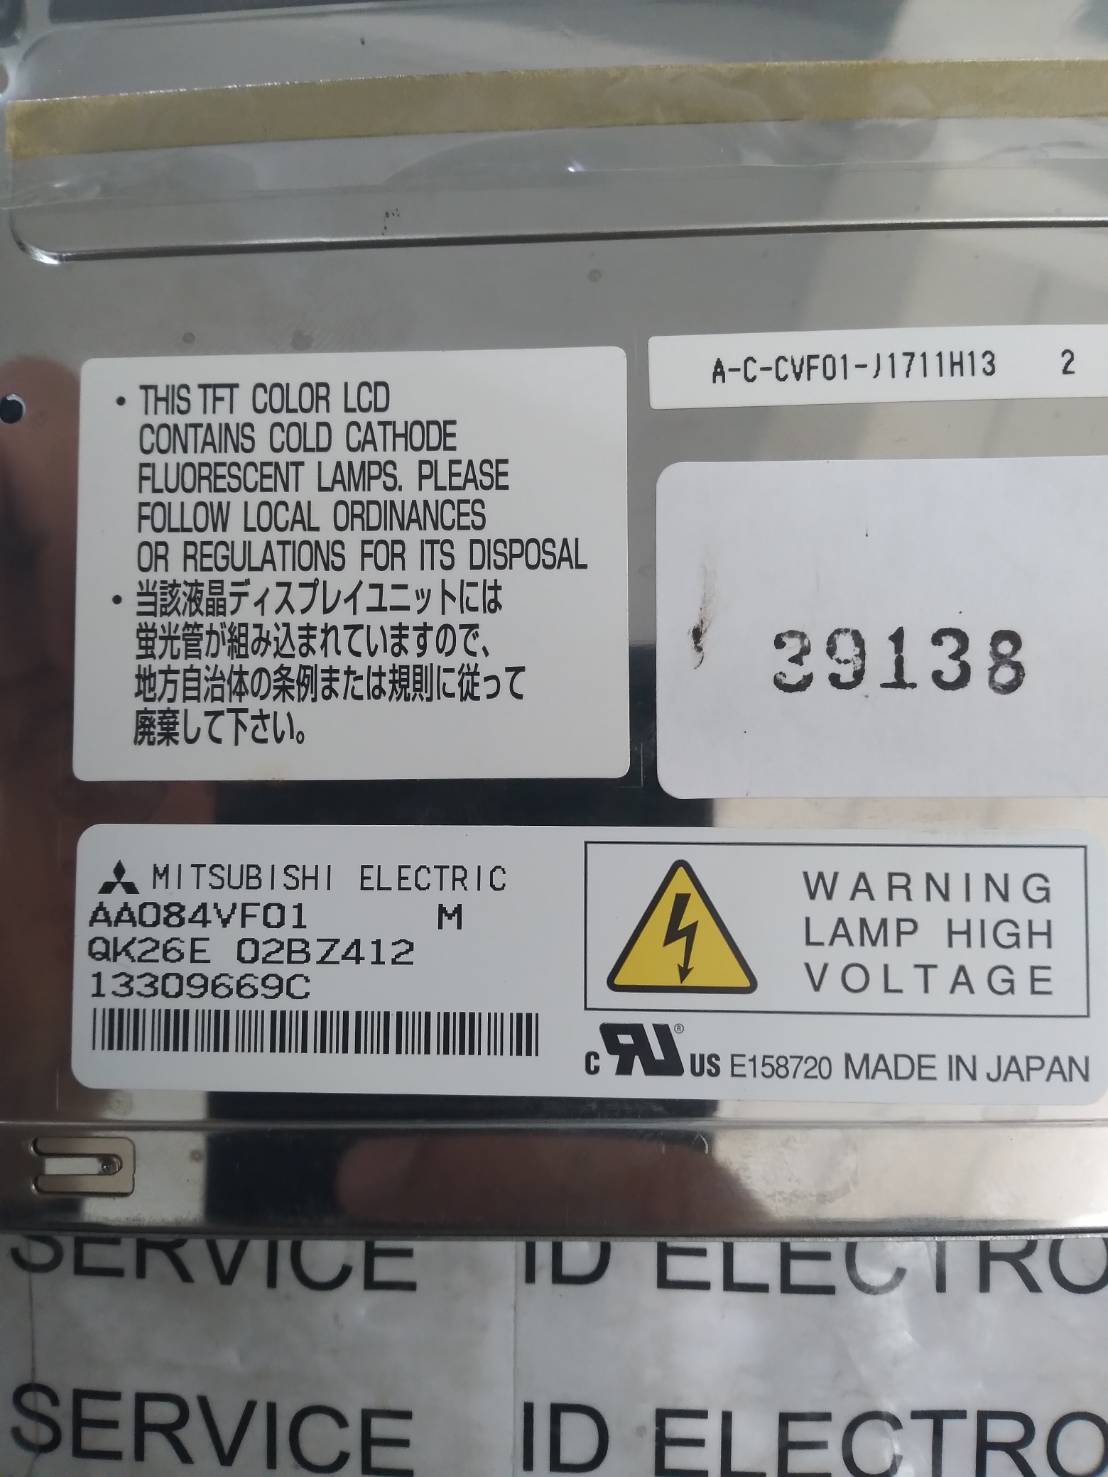 • THIS TFT COLOR LCD
CONTAINS COLD CATHODE
FLUORESCENT LAMPS. PLEASE
FOLLOW LOCAL ORDINANCES
OR REGULATIONS FOR ITS DISPOSAL
• 当該液晶ディスプレイユニットには
蛍光管が組み込まれていますので、
地方自治体の条例または規則に従って
廃棄して下さい。
A-C-CVF01-J1711H13 2
39138
MITSUBISHI ELECTRIC
AA084VF01 M
QK26E 02BZ412
13309669C
WARNING
LAMP HIGH
VOLTAGE
c RU ® US E158720 MADE IN JAPAN
SERVICE ID ELECTRO
SERVICE ID ELECTRO